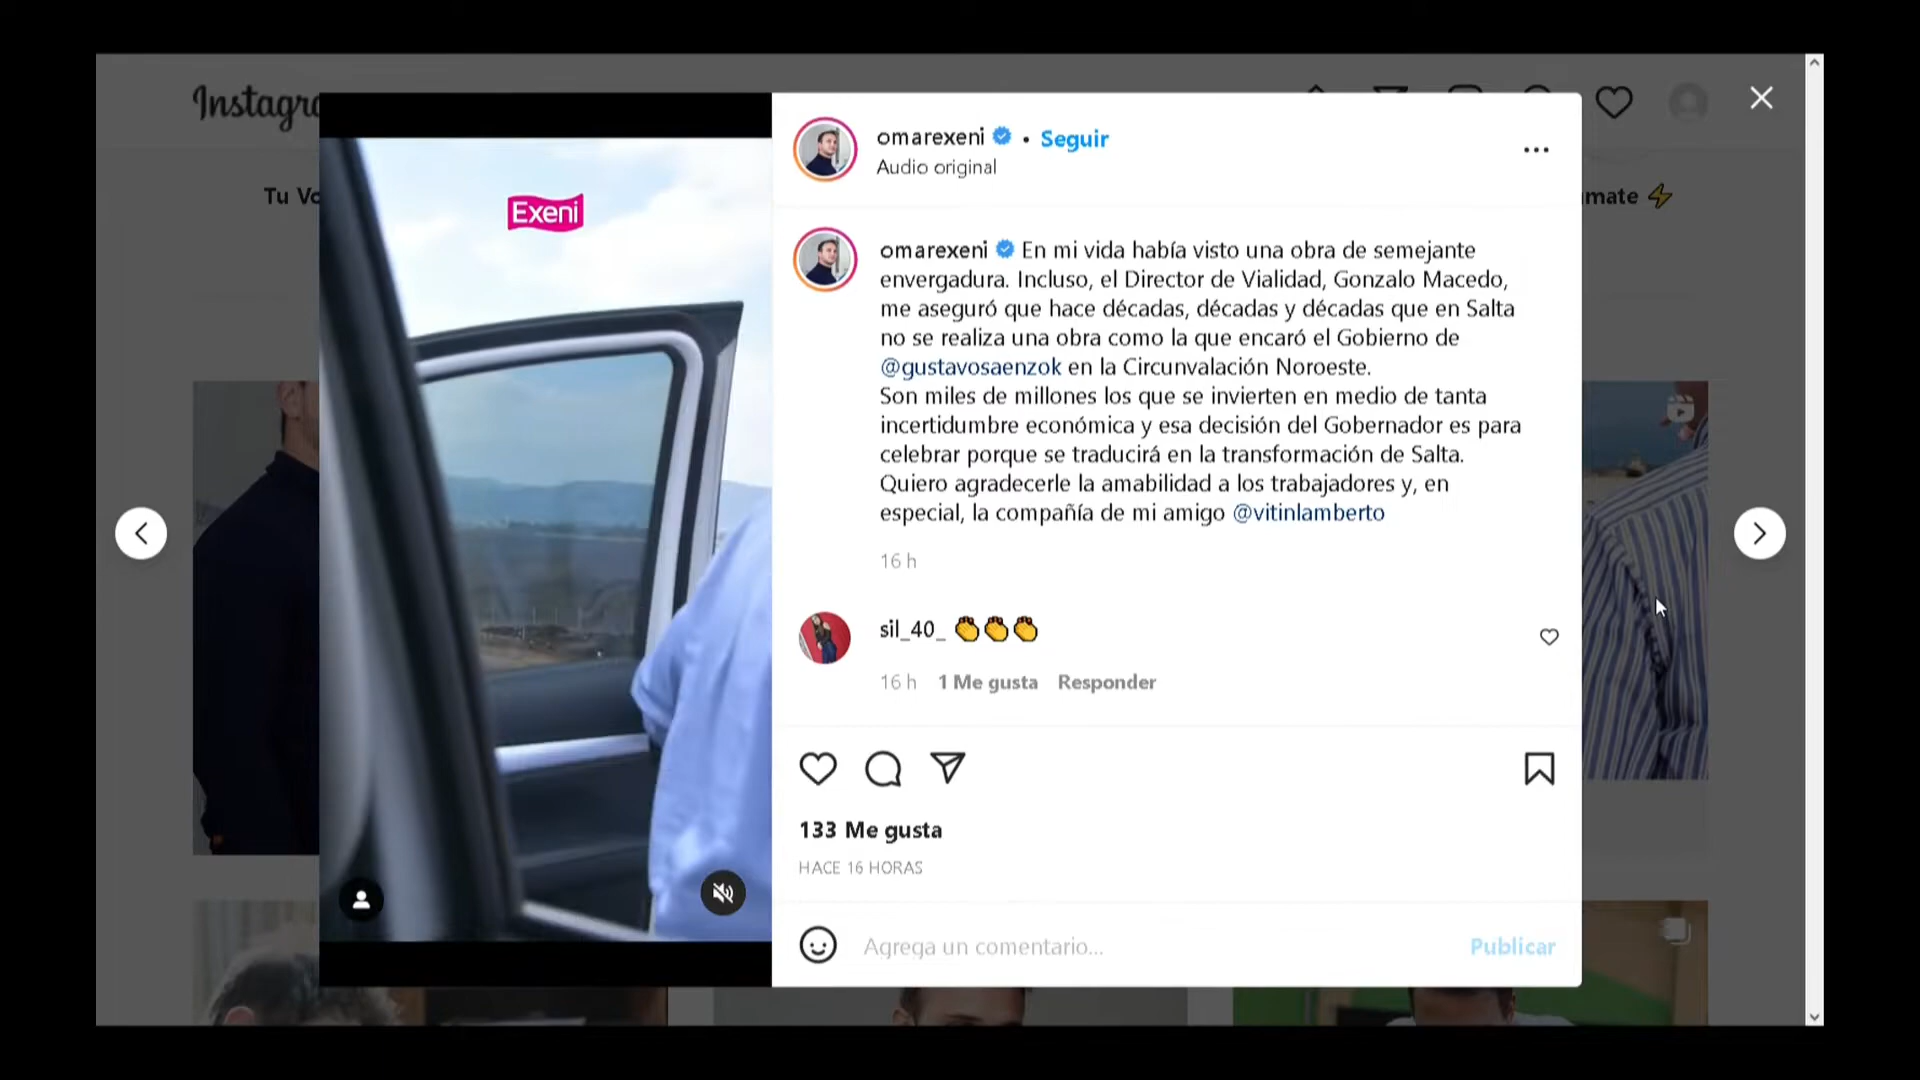 Instagra
Tu Vo
mate ⚡
Exeni
omarexeni • Seguir
Audio original
omarexeni En mi vida había visto una obra de semejante
envergadura. Incluso, el Director de Vialidad, Gonzalo Macedo,
me aseguró que hace décadas, décadas y décadas que en Salta
no se realiza una obra como la que encaró el Gobierno de
@gustavosaenzok en la Circunvalación Noroeste.
Son miles de millones los que se invierten en medio de tanta
incertidumbre económica y esa decisión del Gobernador es para
celebrar porque se traducirá en la transformación de Salta.
Quiero agradecerle la amabilidad a los trabajadores y, en
especial, la compañía de mi amigo @vitinlamberto
16 h
sil_40_ 👏👏👏
16 h 1 Me gusta Responder
133 Me gusta
HACE 16 HORAS
Agrega un comentario... Publicar